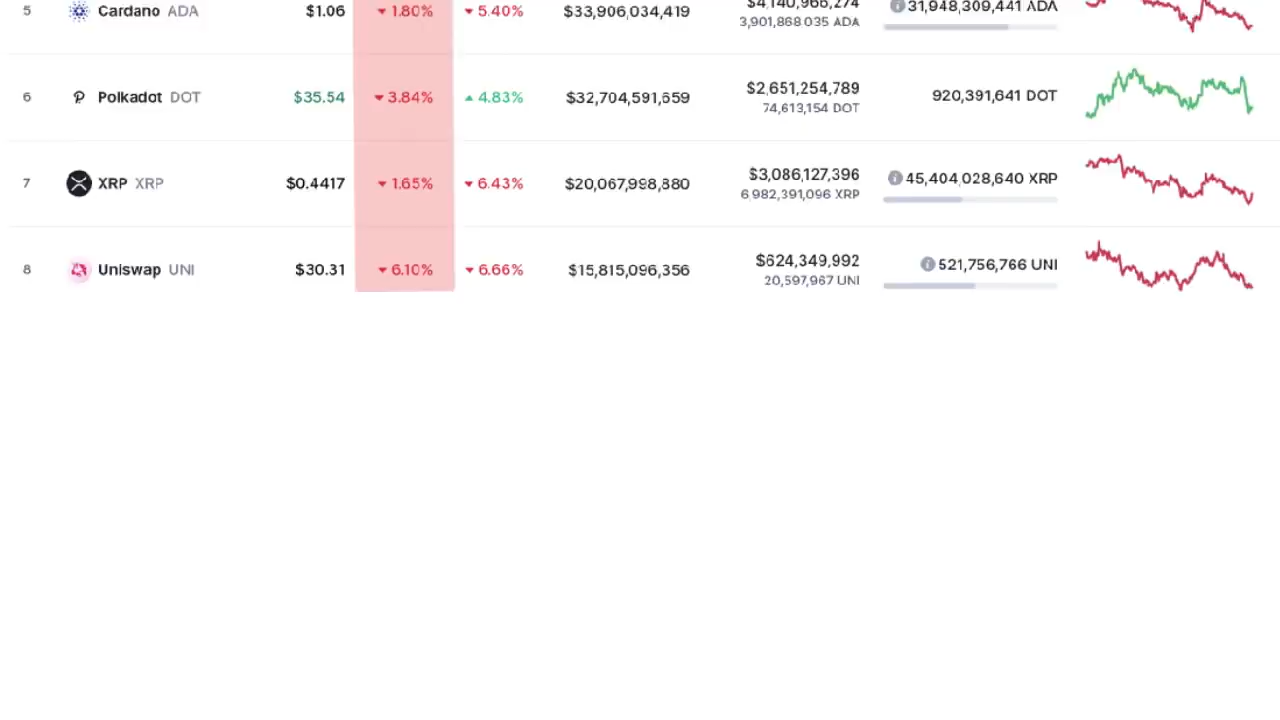 5 Cardano ADA $1.06 1.80% 5.40% $33,906,034,419 $4,140,966,274 31,948,309,441 ADA
3,901,868 035 ADA
6 Polkadot DOT $35.54 3.84% 4.83% $32,704,591,659 $2,651,254,789 920,391,641 DOT
74,613,154 DOT
7 XRP XRP $0.4417 1.65% 6.43% $20,067,998,880 $3,086,127,396 45,404,028,640 XRP
6,982,391,096 XRP
8 Uniswap UNI $30.31 6.10% 6.66% $15,815,096,356 $624,349,992 521,756,766 UNI
20,597,967 UNI